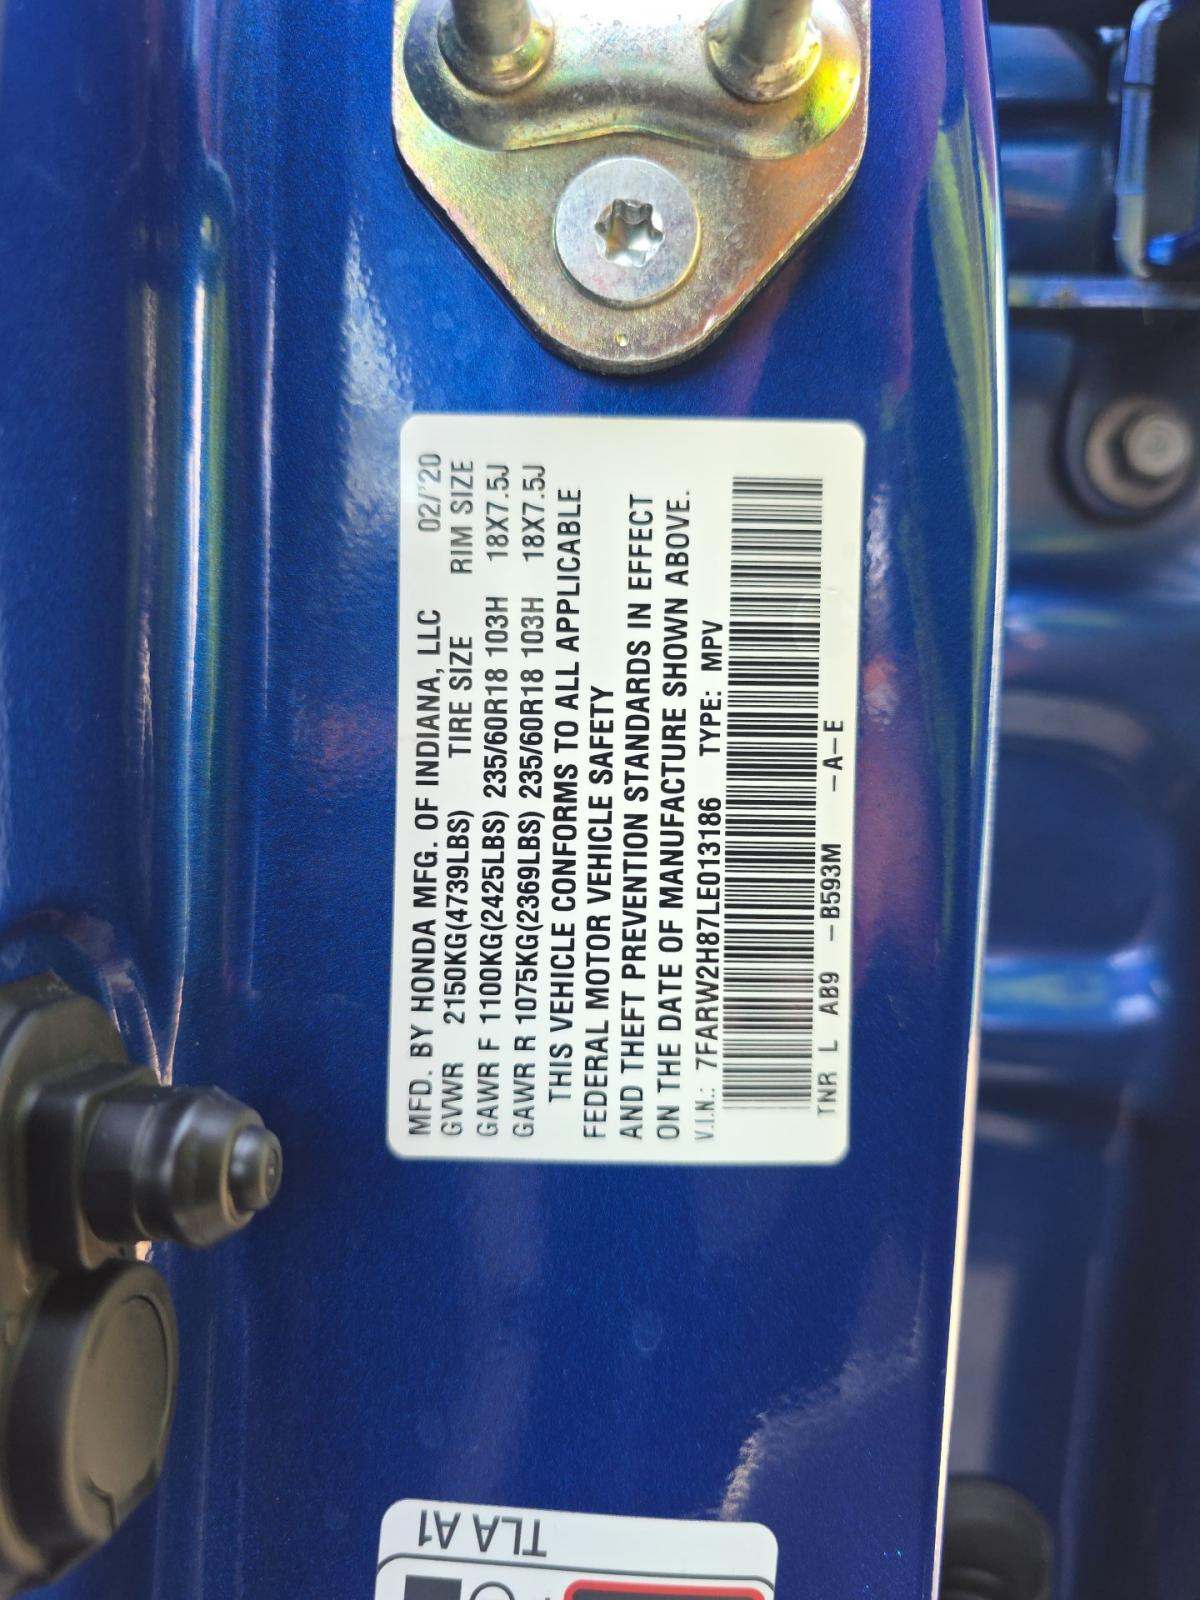 MFD. BY HONDA MFG. OF INDIANA, LLC 02/'20
GVWR 2150KG(4739LBS) TIRE SIZE RIM SIZE
GAWR F 1100KG(2425LBS) 235/60R18 103H 18X7.5J
GAWR R 1075KG(2369LBS) 235/60R18 103H 18X7.5J
THIS VEHICLE CONFORMS TO ALL APPLICABLE
FEDERAL MOTOR VEHICLE SAFETY
AND THEFT PREVENTION STANDARDS IN EFFECT
ON THE DATE OF MANUFACTURE SHOWN ABOVE.
V.I.N.: 7FARW2H87LE013186 TYPE: MPV
TNR L AB9 -B593M -A-E
TLA A1